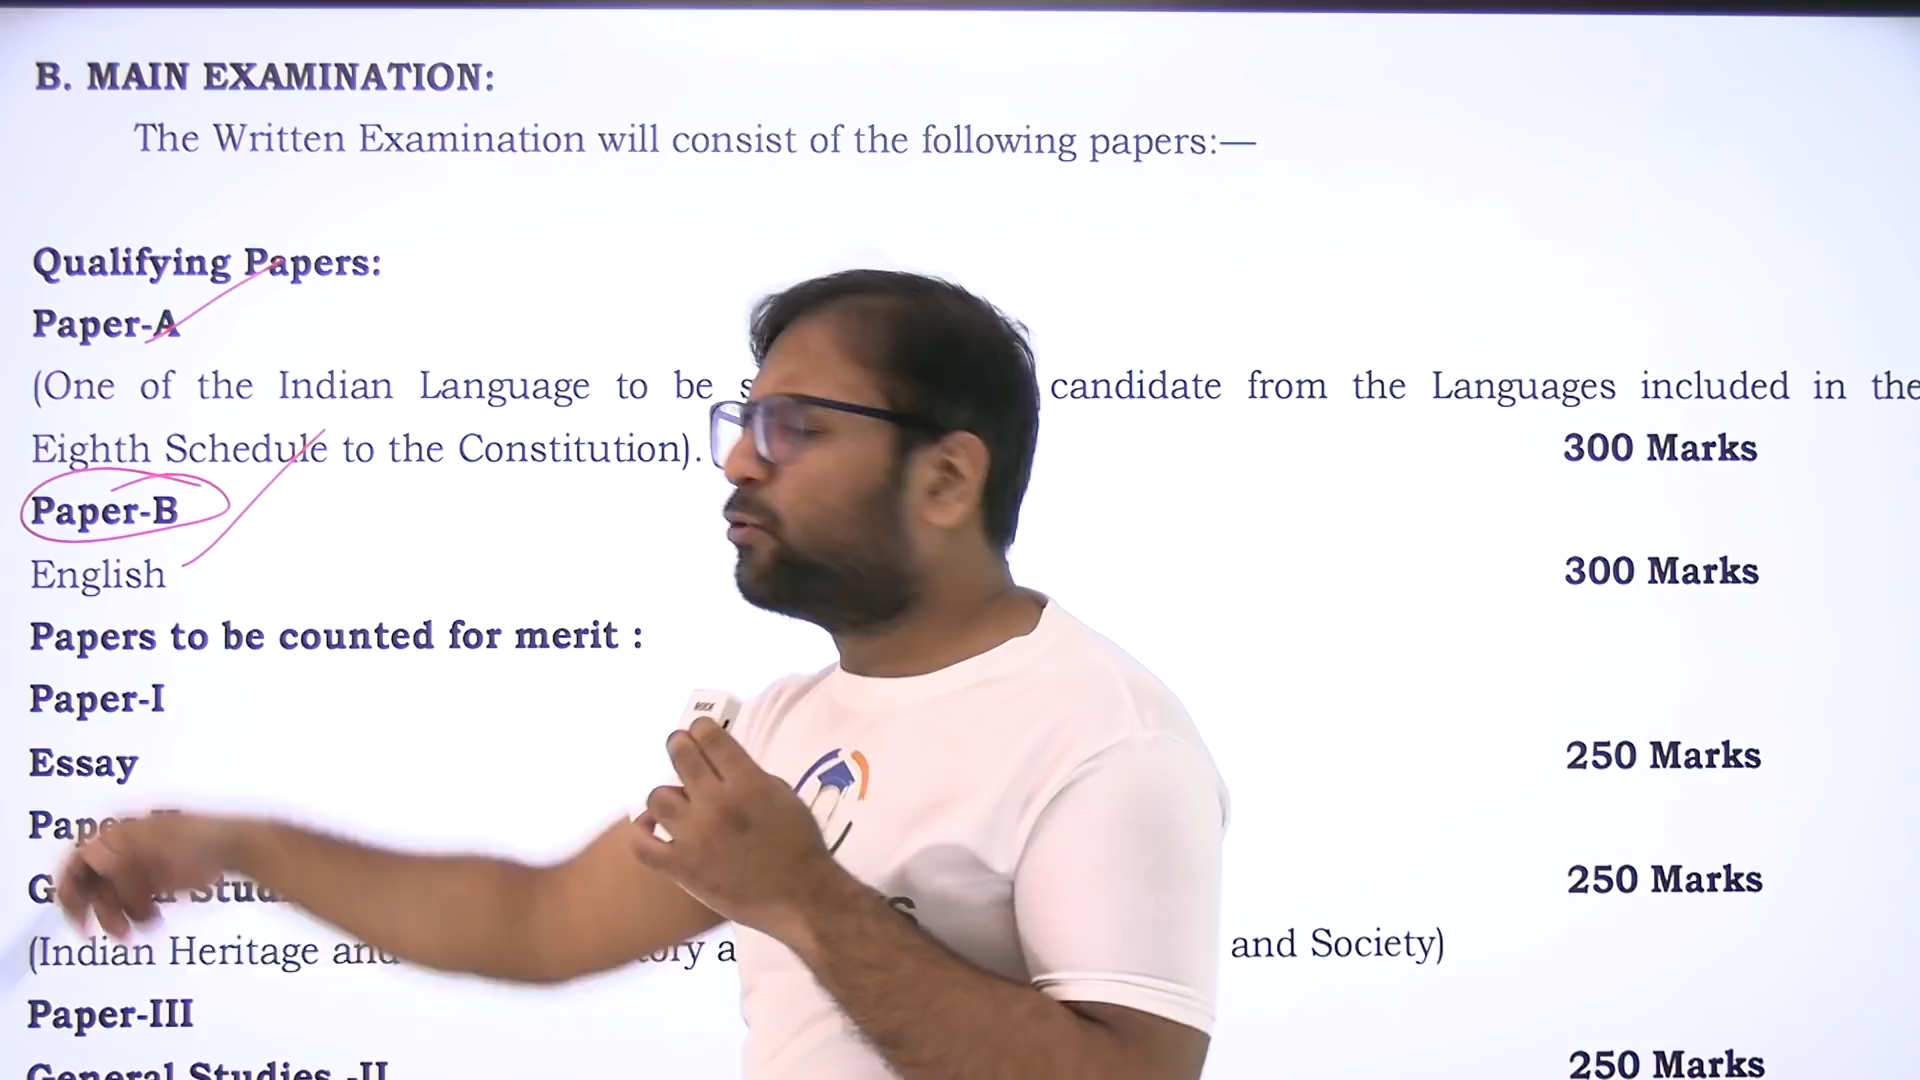 B. MAIN EXAMINATION:
The Written Examination will consist of the following papers:—
Qualifying Papers:
Paper-A
(One of the Indian Language to be candidate from the Languages included in the
Eighth Schedule to the Constitution). 300 Marks
Paper-B
English 300 Marks
Papers to be counted for merit :
Paper-I
Essay 250 Marks
250 Marks
(Indian Heritage and Society)
Paper-III
General Studies -II 250 Marks